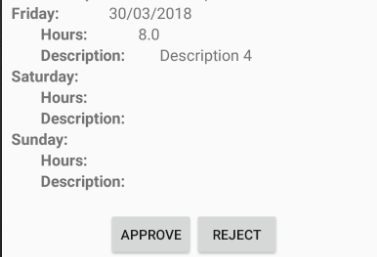 Friday: 30/03/2018
Hours: 8.0
Description: Description 4
Saturday:
Hours:
Description:
Sunday:
Hours:
Description:
APPROVE REJECT